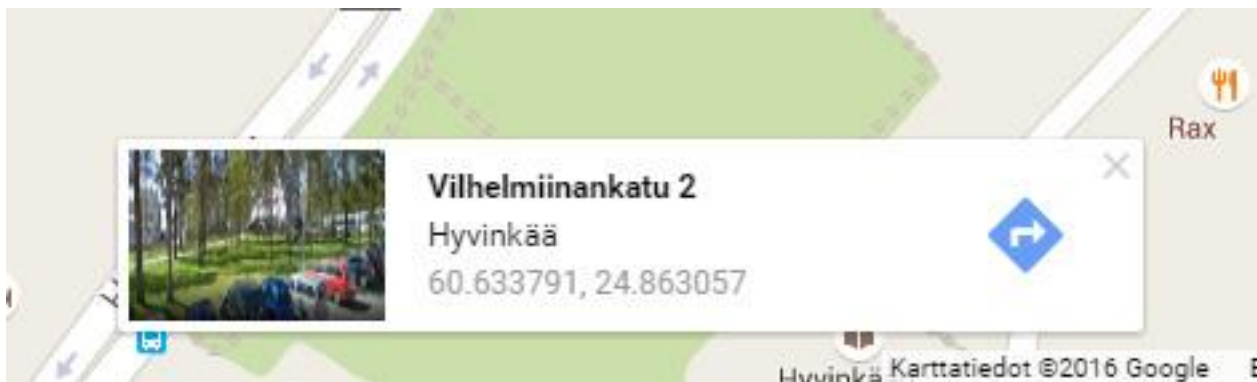 Rax
Vilhelmiinankatu 2
Hyvinkää
60.633791, 24.863057
Karttatiedot ©2016 Google